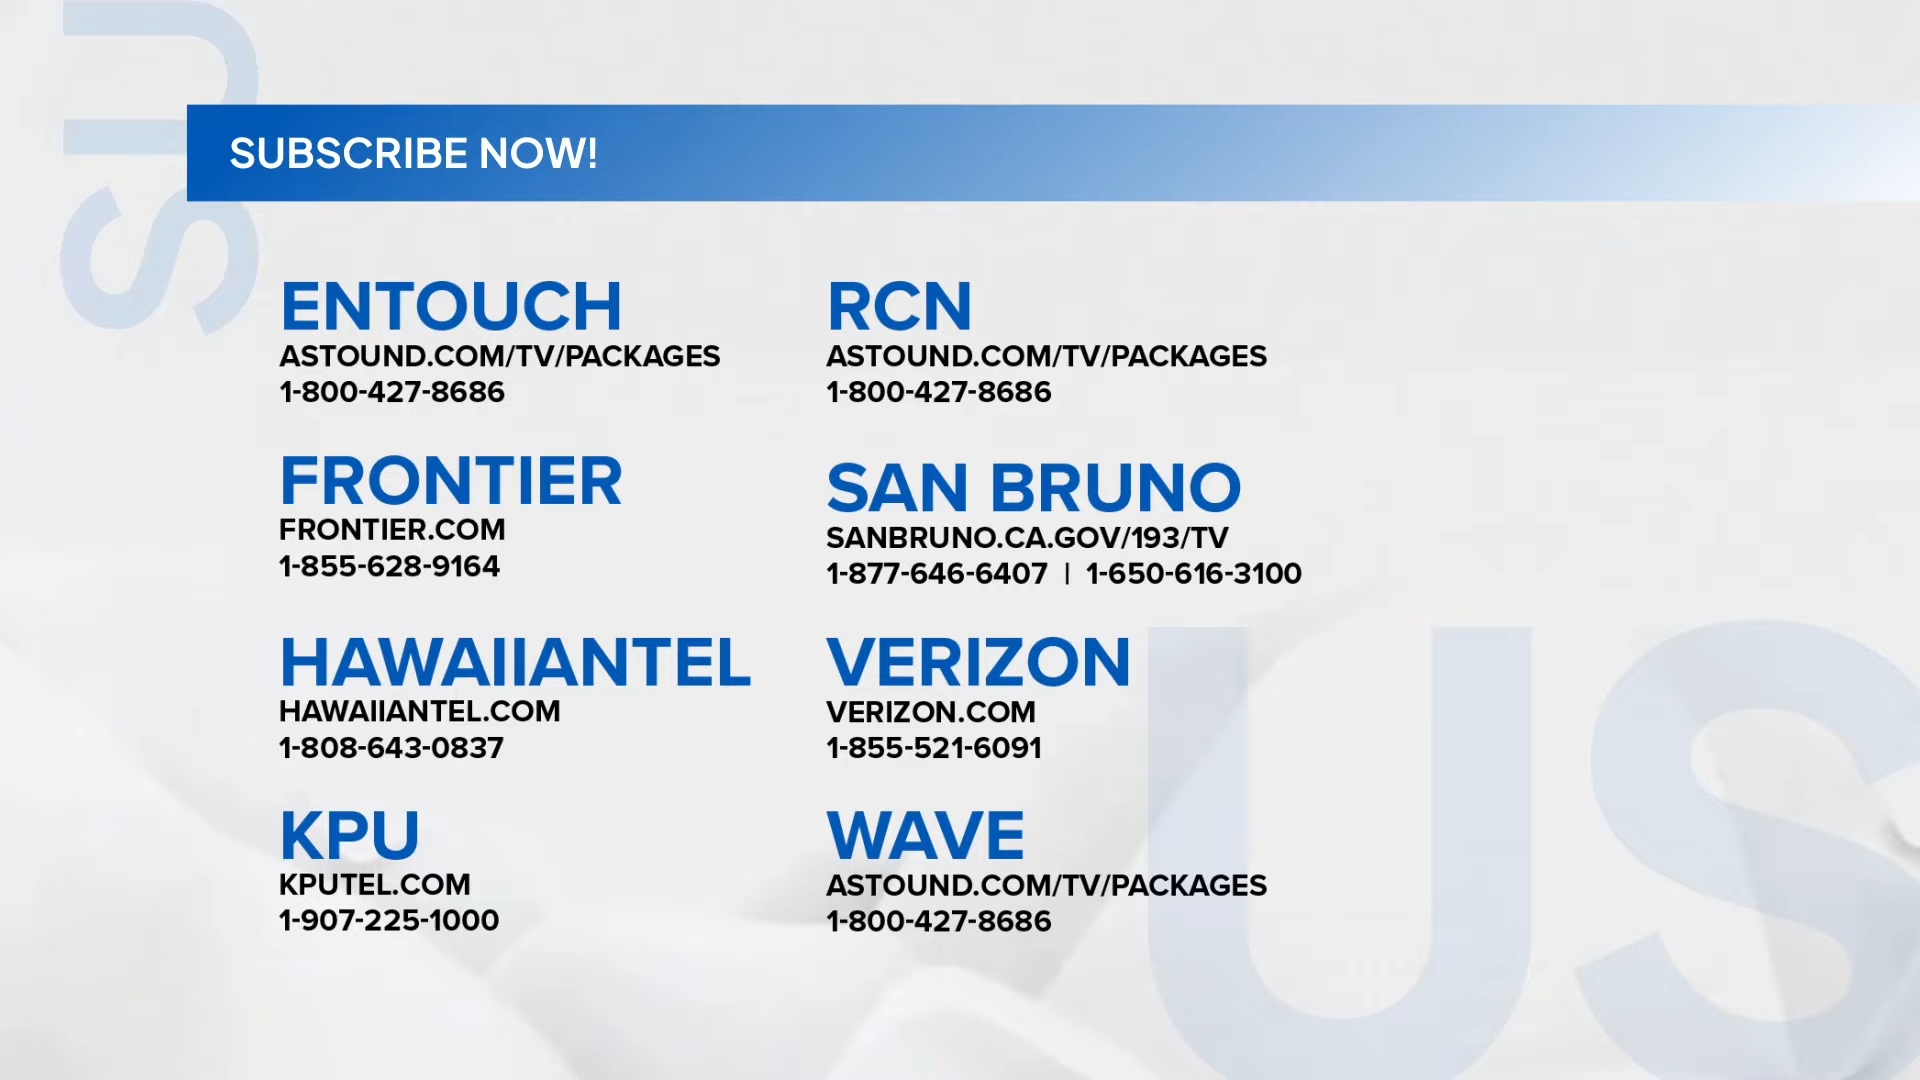 SUBSCRIBE NOW!
ENTOUCH
ASTOUND.COM/TV/PACKAGES
1-800-427-8686
FRONTIER
FRONTIER.COM
1-855-628-9164
HAWAIIANTEL
HAWAIIANTEL.COM
1-808-643-0837
KPU
KPUTEL.COM
1-907-225-1000
RCN
ASTOUND.COM/TV/PACKAGES
1-800-427-8686
SAN BRUNO
SANBRUNO.CA.GOV/193/TV
1-877-646-6407 | 1-650-616-3100
VERIZON
VERIZON.COM
1-855-521-6091
WAVE
ASTOUND.COM/TV/PACKAGES
1-800-427-8686
US